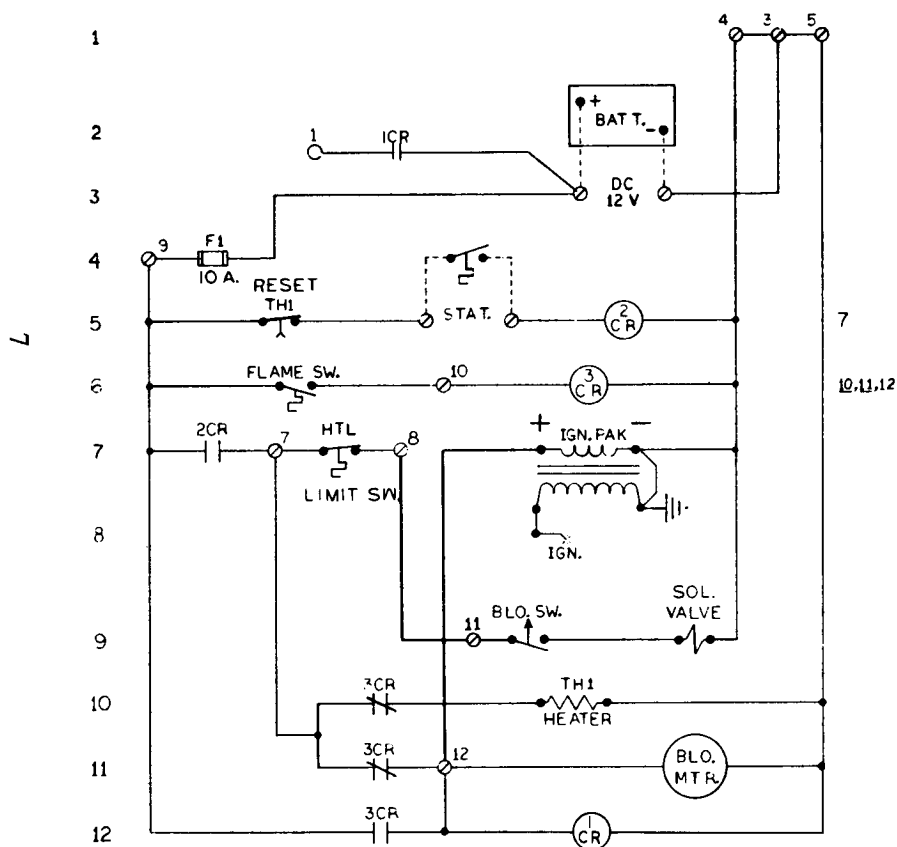 4 3 5
1
+
BATT.
-
2
1
1CR
DC
12 V
3
9
F1
4
10 A.
RESET
TH1
STAT.
2
CR
5
7
L
FLAME SW.
10
3
CR
6
10,11,12
2CR
7
HTL
8
+ IGN. PAK -
7
LIMIT SW.
8
IGN.
SOL.
VALVE
11
BLO. SW.
9
3CR
TH1
10
HEATER
3CR
12
BLO.
MTR.
11
3CR
1
CR
12